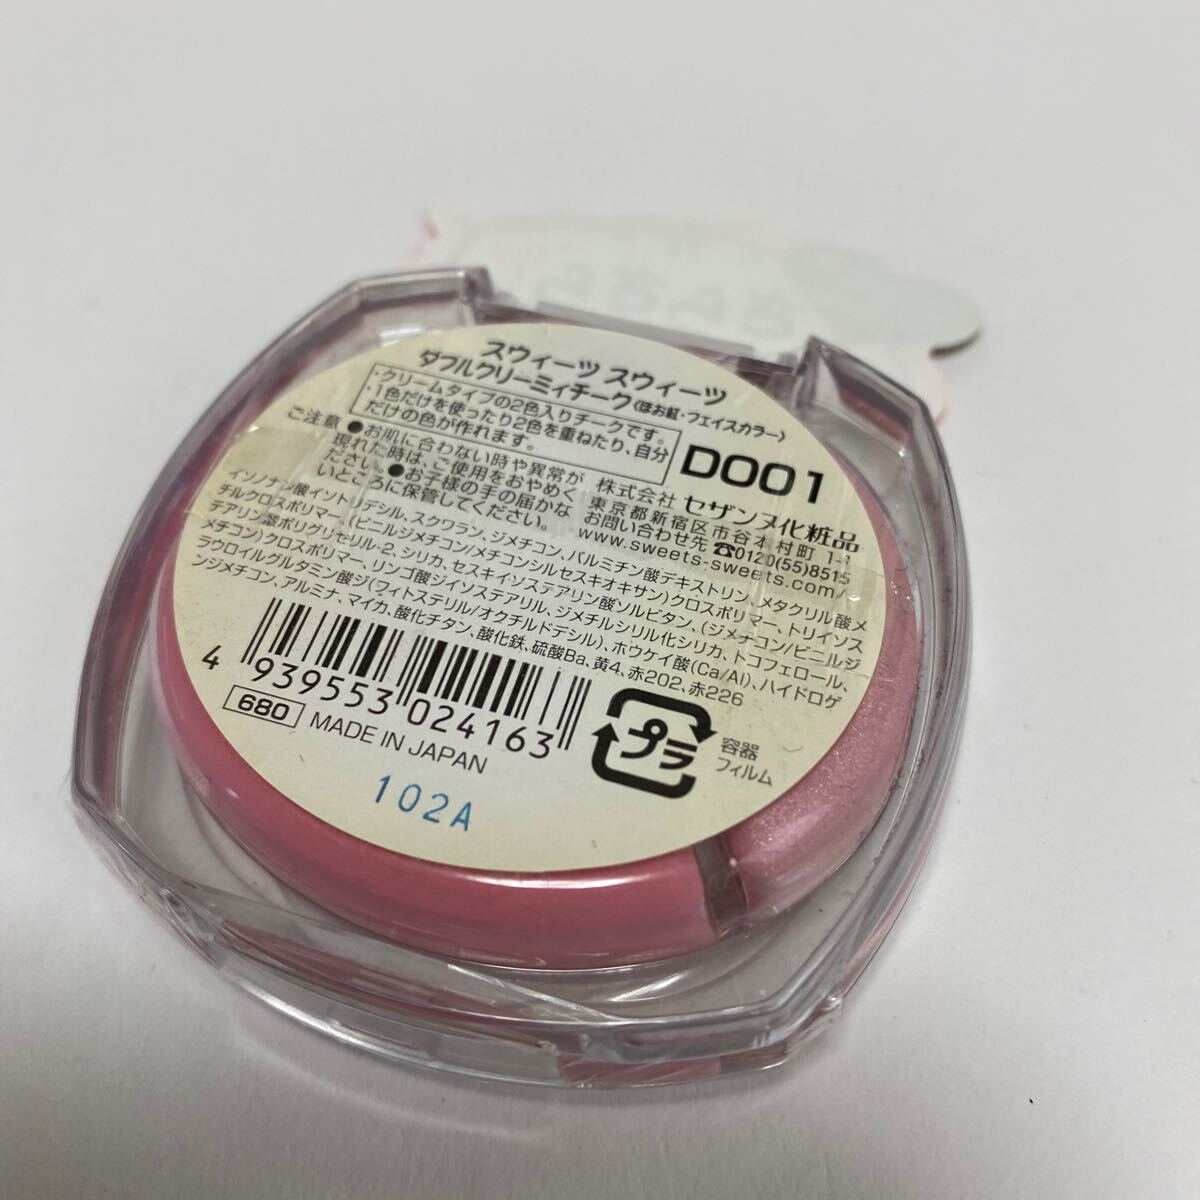 スウィーツ スウィーツ
ダブルクリーミィチーク〈ほお紅・フェイスカラー〉
・クリームタイプの2色入りチークです。
・1色だけを使ったり2色を重ねたり、自分
だけの色が作れます。
D001
ご注意 ●お肌に合わない時や異常が
現れた時は、ご使用をおやめく
ださい。●お子様の手の届かな
いところに保管してください。
株式会社 セザンヌ化粧品
東京都新宿区市谷本村町 1-1
お問い合わせ先 ☎0120(55)8515
www.sweets-sweets.com/
イソノナン酸イソトリデシル、スクワラン、ジメチコン、パルミチン酸デキストリン、メタクリル酸メ
チルクロスポリマー、(ビニルジメチコン/メチコンシルセスキオキサン)クロスポリマー、トリイソス
テアリン酸ポリグリセリル-2、シリカ、セスキイソステアリン酸ソルビタン、(ジメチコン/ビニルジ
メチコン)クロスポリマー、リンゴ酸ジイソステアリル、ジメチルシリル化シリカ、トコフェロール、
ラウロイルグルタミン酸ジ(フィトステリル/オクチルドデシル)、ホウケイ酸(Ca/Al)、ハイドロゲ
ンジメチコン、アルミナ、マイカ、酸化チタン、酸化鉄、硫酸Ba、黄4、赤202、赤226
4 939553 024163
680 MADE IN JAPAN
プラ
容器
フィルム
102A